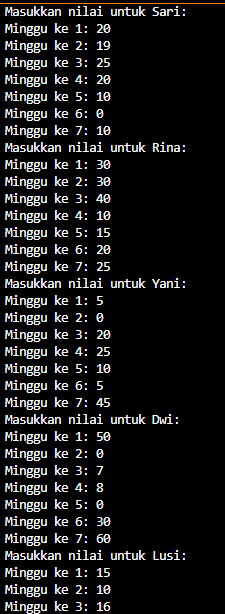 Masukkan nilai untuk Sari:
Minggu ke 1: 20
Minggu ke 2: 19
Minggu ke 3: 25
Minggu ke 4: 20
Minggu ke 5: 10
Minggu ke 6: 0
Minggu ke 7: 10
Masukkan nilai untuk Rina:
Minggu ke 1: 30
Minggu ke 2: 30
Minggu ke 3: 40
Minggu ke 4: 10
Minggu ke 5: 15
Minggu ke 6: 20
Minggu ke 7: 25
Masukkan nilai untuk Yani:
Minggu ke 1: 5
Minggu ke 2: 0
Minggu ke 3: 20
Minggu ke 4: 25
Minggu ke 5: 10
Minggu ke 6: 5
Minggu ke 7: 45
Masukkan nilai untuk Dwi:
Minggu ke 1: 50
Minggu ke 2: 0
Minggu ke 3: 7
Minggu ke 4: 8
Minggu ke 5: 0
Minggu ke 6: 30
Minggu ke 7: 60
Masukkan nilai untuk Lusi:
Minggu ke 1: 15
Minggu ke 2: 10
Minggu ke 3: 16